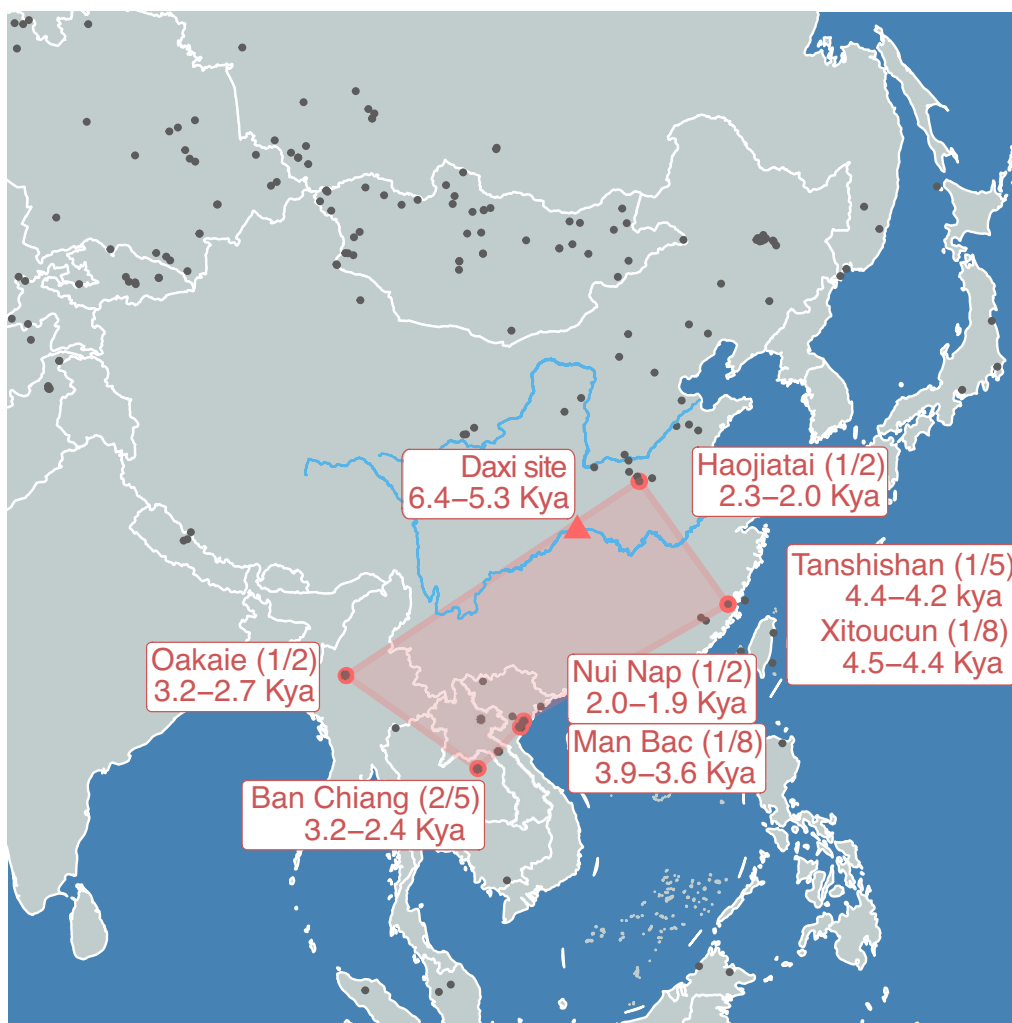 Daxi site
6.4–5.3 Kya
Haojiatai (1/2)
2.3–2.0 Kya
Tanshishan (1/5)
4.4–4.2 kya
Xitoucun (1/8)
4.5–4.4 Kya
Oakaie (1/2)
3.2–2.7 Kya
Nui Nap (1/2)
2.0–1.9 Kya
Man Bac (1/8)
3.9–3.6 Kya
Ban Chiang (2/5)
3.2–2.4 Kya